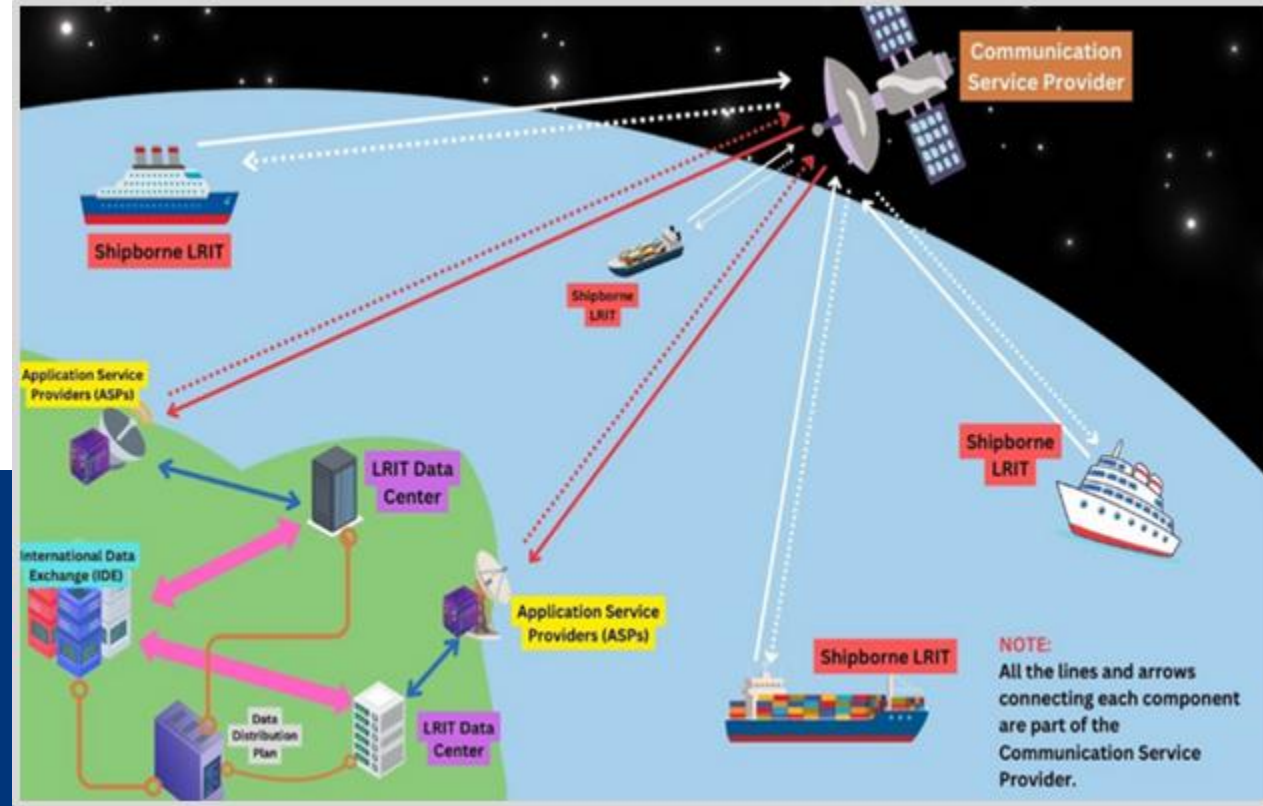 Communication
Service Provider
Shipborne LRIT
Shipborne
LRIT
Application Service
Providers (ASPs)
LRIT Data
Center
Shipborne
LRIT
International Data
Exchange (IDE)
Application Service
Providers (ASPs)
Shipborne LRIT
NOTE:
All the lines and arrows
connecting each component
are part of the
Communication Service
Provider.
Data
Distribution
Plan
LRIT Data
Center